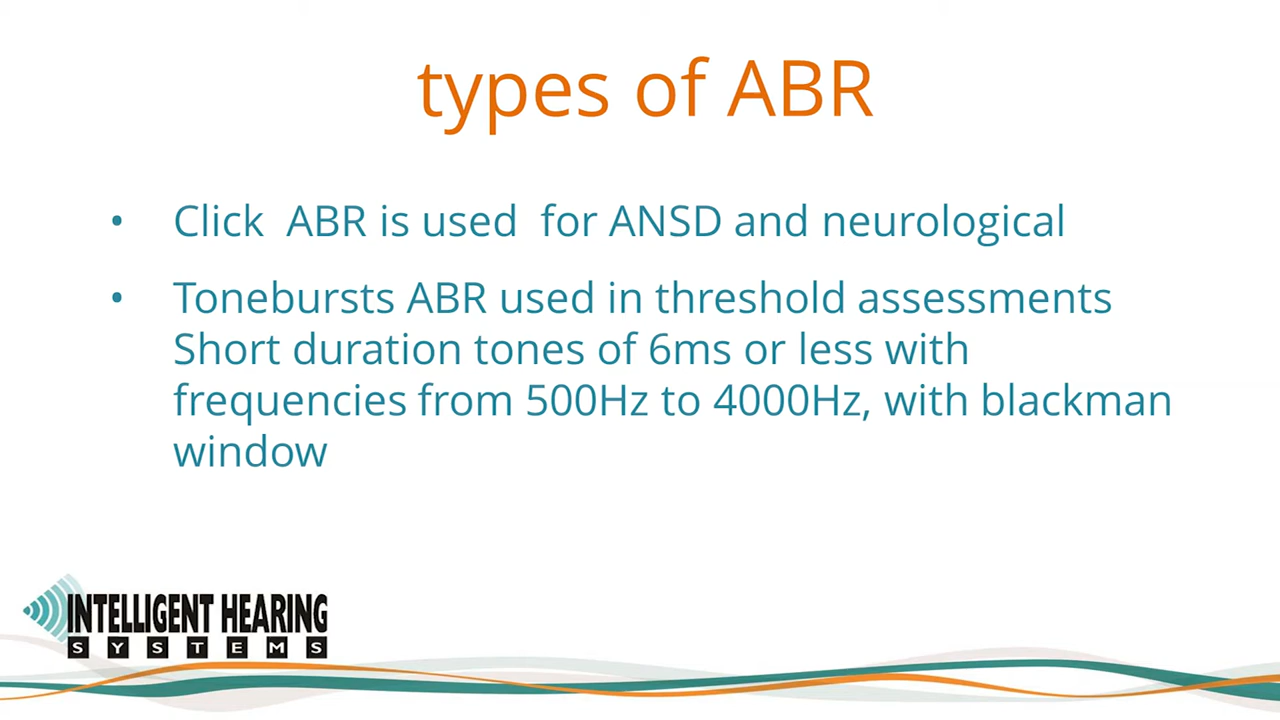 types of ABR
• Click ABR is used for ANSD and neurological
• Tonebursts ABR used in threshold assessments
Short duration tones of 6ms or less with
frequencies from 500Hz to 4000Hz, with blackman
window
INTELLIGENT HEARING
SYSTEMS